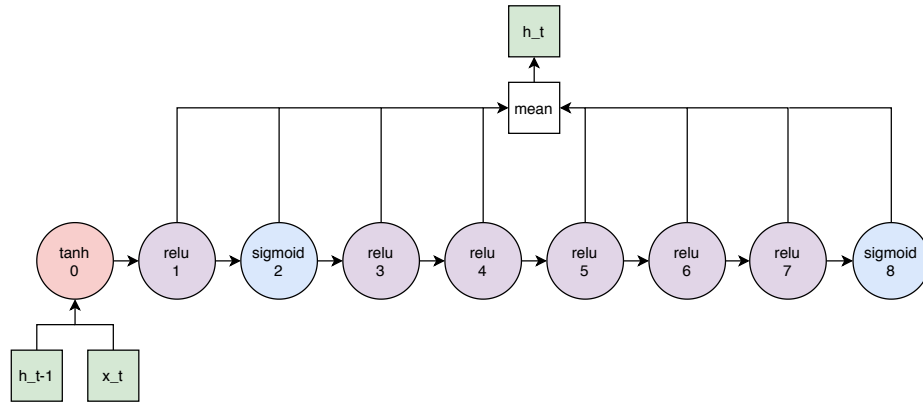 h_t
mean
tanh
0
relu
1
sigmoid
2
relu
3
relu
4
relu
5
relu
6
relu
7
sigmoid
8
h_t-1
x_t